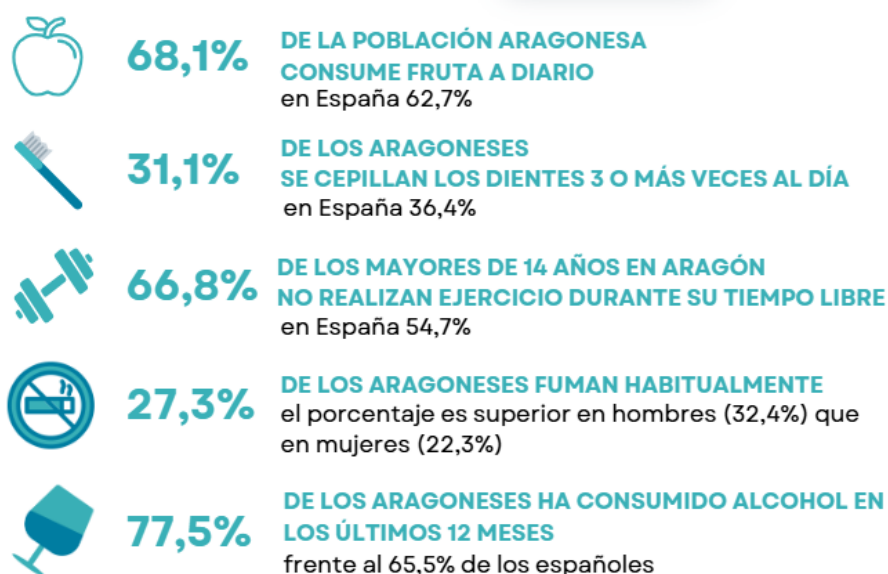 68,1%
DE LA POBLACIÓN ARAGONESA
CONSUME FRUTA A DIARIO
en España 62,7%
31,1%
DE LOS ARAGONESES
SE CEPILLAN LOS DIENTES 3 O MÁS VECES AL DÍA
en España 36,4%
66,8%
DE LOS MAYORES DE 14 AÑOS EN ARAGÓN
NO REALIZAN EJERCICIO DURANTE SU TIEMPO LIBRE
en España 54,7%
27,3%
DE LOS ARAGONESES FUMAN HABITUALMENTE
el porcentaje es superior en hombres (32,4%) que
en mujeres (22,3%)
77,5%
DE LOS ARAGONESES HA CONSUMIDO ALCOHOL EN
LOS ÚLTIMOS 12 MESES
frente al 65,5% de los españoles